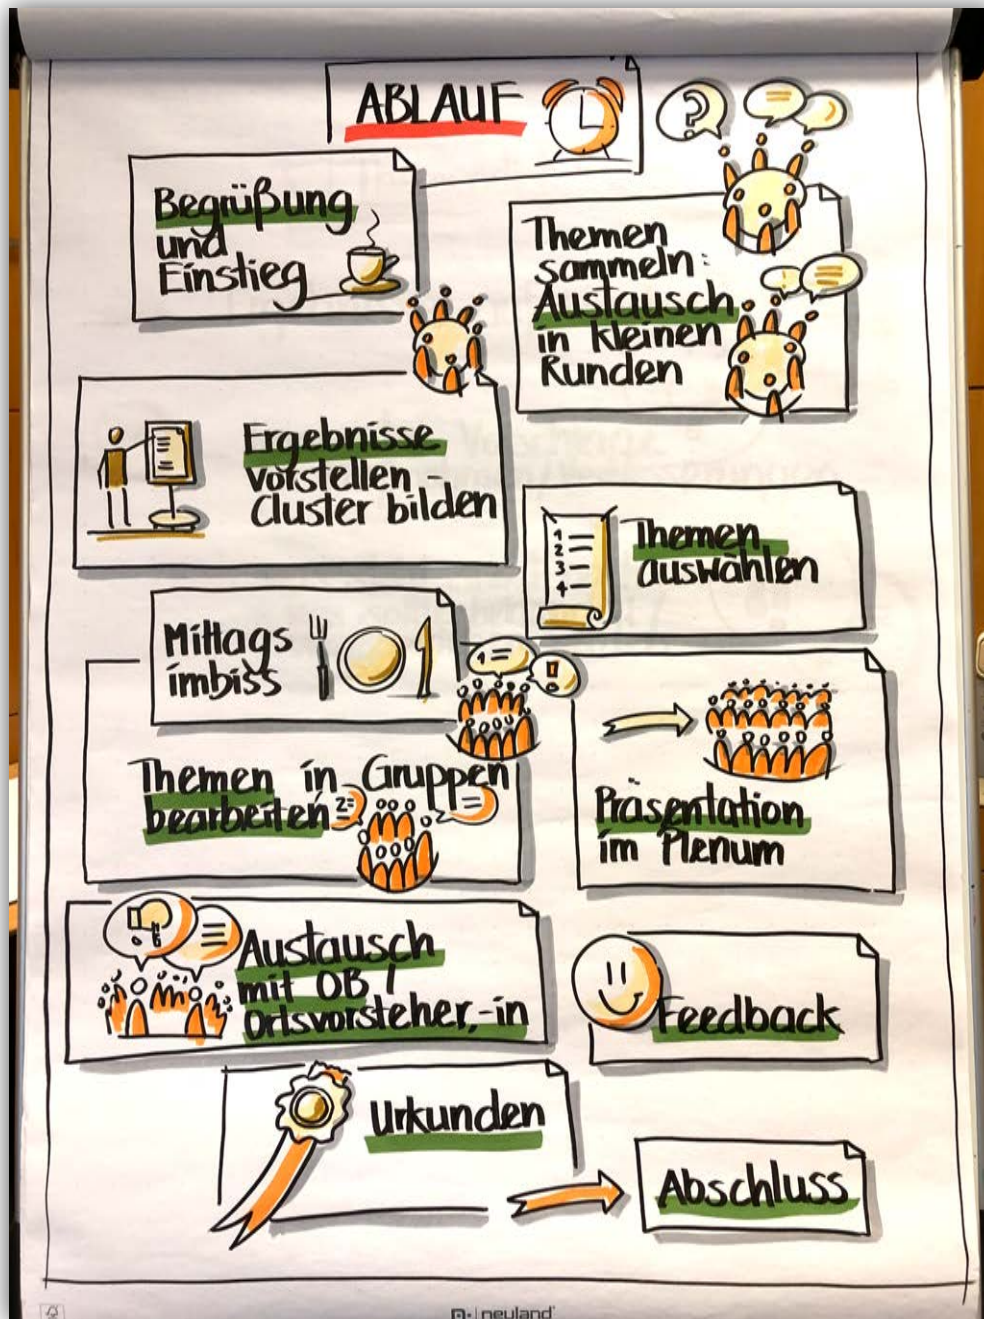 ABLAUF
?
Begrüßung
und
Einstieg
Themen
sammeln:
Austausch
in kleinen
Runden
Ergebnisse
vorstellen -
Cluster bilden
1
2
3
4
Themen
auswählen
Mittags
imbiss
1
!
Themen in Gruppen
bearbeiten
2
Präsentation
im Plenum
Austausch
mit OB /
Ortsvorsteher,-in
Feedback
Urkunden
Abschluss
neuland